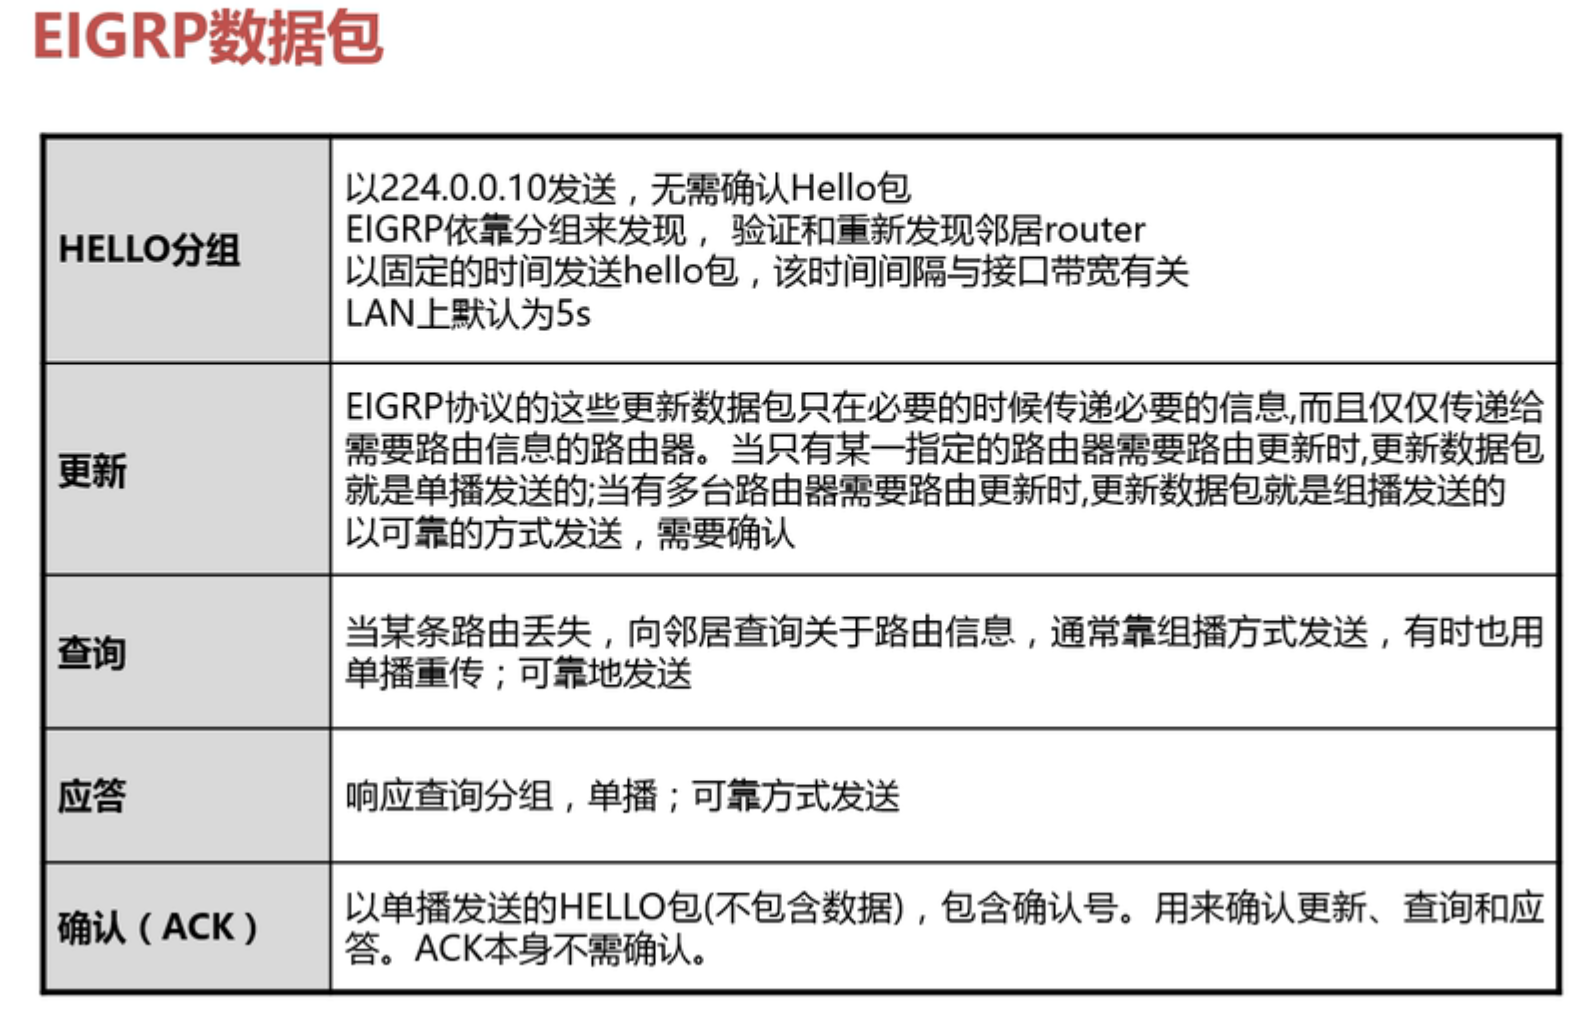 EIGRP数据包
HELLO分组
以224.0.0.10发送，无需确认Hello包
EIGRP依靠分组来发现， 验证和重新发现邻居router
以固定的时间发送hello包，该时间间隔与接口带宽有关
LAN上默认为5s
更新
EIGRP协议的这些更新数据包只在必要的时候传递必要的信息,而且仅仅传递给
需要路由信息的路由器。当只有某一指定的路由器需要路由更新时,更新数据包
就是单播发送的;当有多台路由器需要路由更新时,更新数据包就是组播发送的
以可靠的方式发送，需要确认
查询
当某条路由丢失，向邻居查询关于路由信息，通常靠组播方式发送，有时也用
单播重传；可靠地发送
应答
响应查询分组，单播；可靠方式发送
确认（ACK）
以单播发送的HELLO包(不包含数据)，包含确认号。用来确认更新、查询和应
答。ACK本身不需确认。